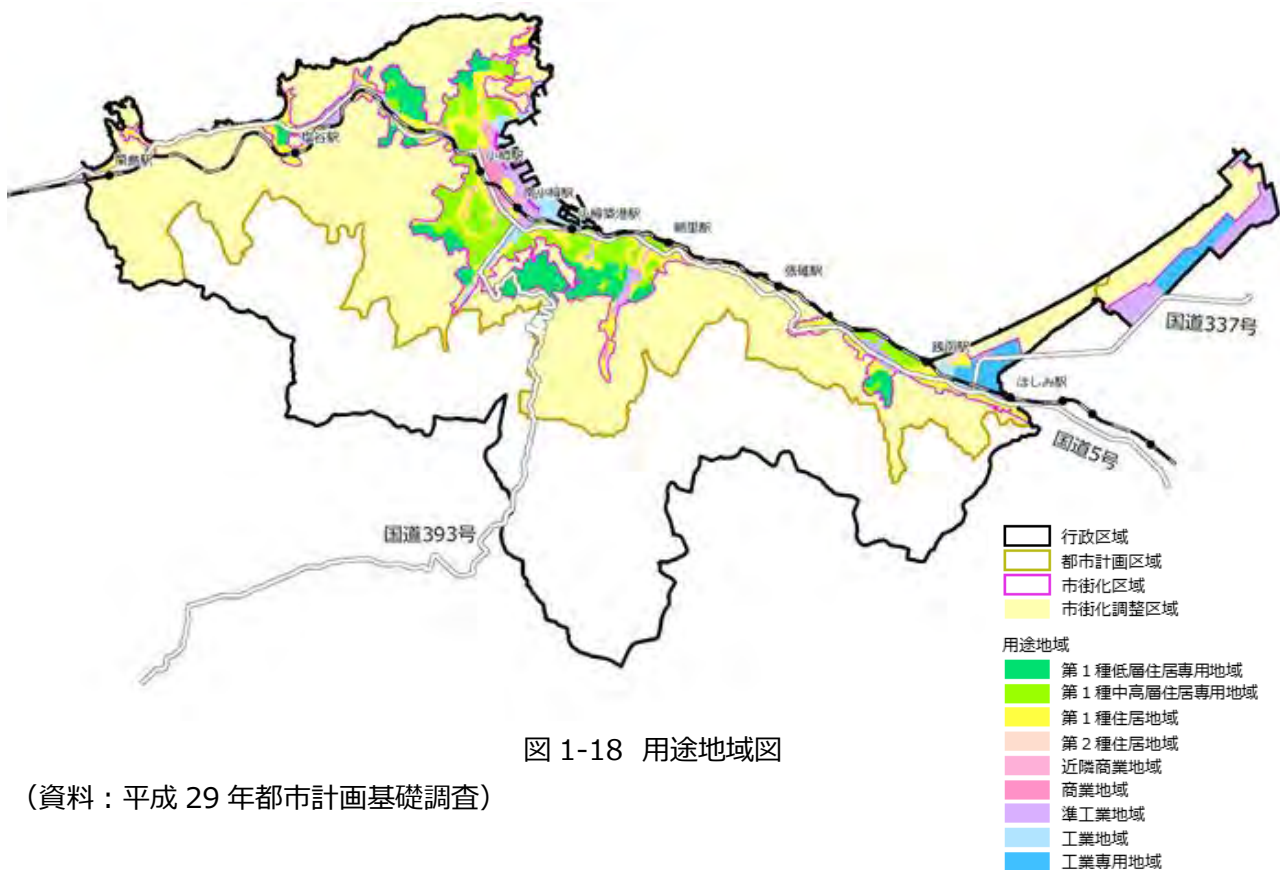 蘭島駅
塩谷駅
小樽駅
南小樽駅
小樽築港駅
朝里駅
張碓駅
銭函駅
ほしみ駅
国道337号
国道5号
国道393号
行政区域
都市計画区域
市街化区域
市街化調整区域
用途地域
第1種低層住居専用地域
第1種中高層住居専用地域
第1種住居地域
第2種住居地域
近隣商業地域
商業地域
準工業地域
工業地域
工業専用地域
図 1-18 用途地域図
（資料：平成 29 年都市計画基礎調査）